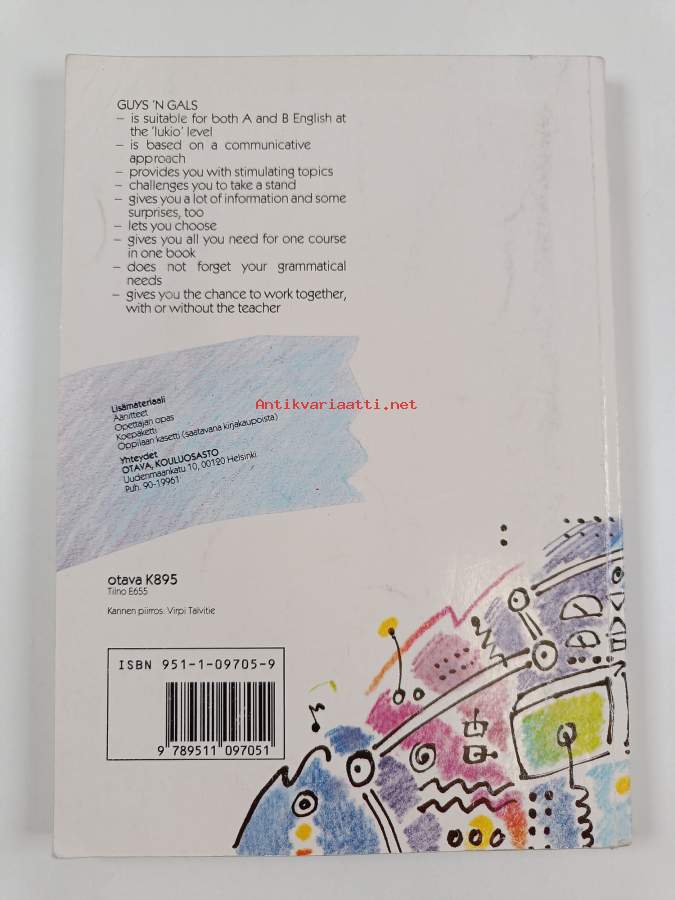 GUYS 'N GALS
– is suitable for both A and B English at
the 'lukio' level
– is based on a communicative
approach
– provides you with stimulating topics
– challenges you to take a stand
– gives you a lot of information and some
surprises, too
– lets you choose
– gives you all you need for one course
in one book
– does not forget your grammatical
needs
– gives you the chance to work together,
with or without the teacher
Lisämateriaali
Äänitteet
Opettajan opas
Koepaketti
Oppilaan kasetti (saatavana kirjakaupoista)
Yhteydet
OTAVA, KOULUOSASTO
Uudenmaankatu 10, 00120 Helsinki
Puh. 90-19961
Antikvariaatti.net
otava K895
Tilno E655
Kannen piirros: Virpi Talvitie
ISBN 951-1-09705-9
9 789511 097051